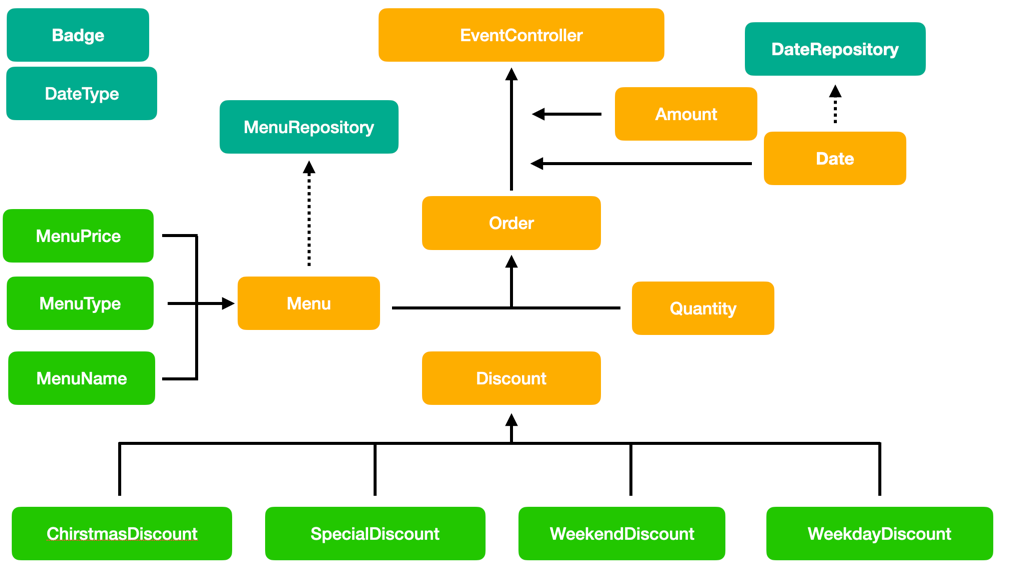 Badge
EventController
DateRepository
DateType
MenuRepository
Amount
Date
MenuPrice
Order
MenuType
Menu
Quantity
MenuName
Discount
ChirstmasDiscount
SpecialDiscount
WeekendDiscount
WeekdayDiscount